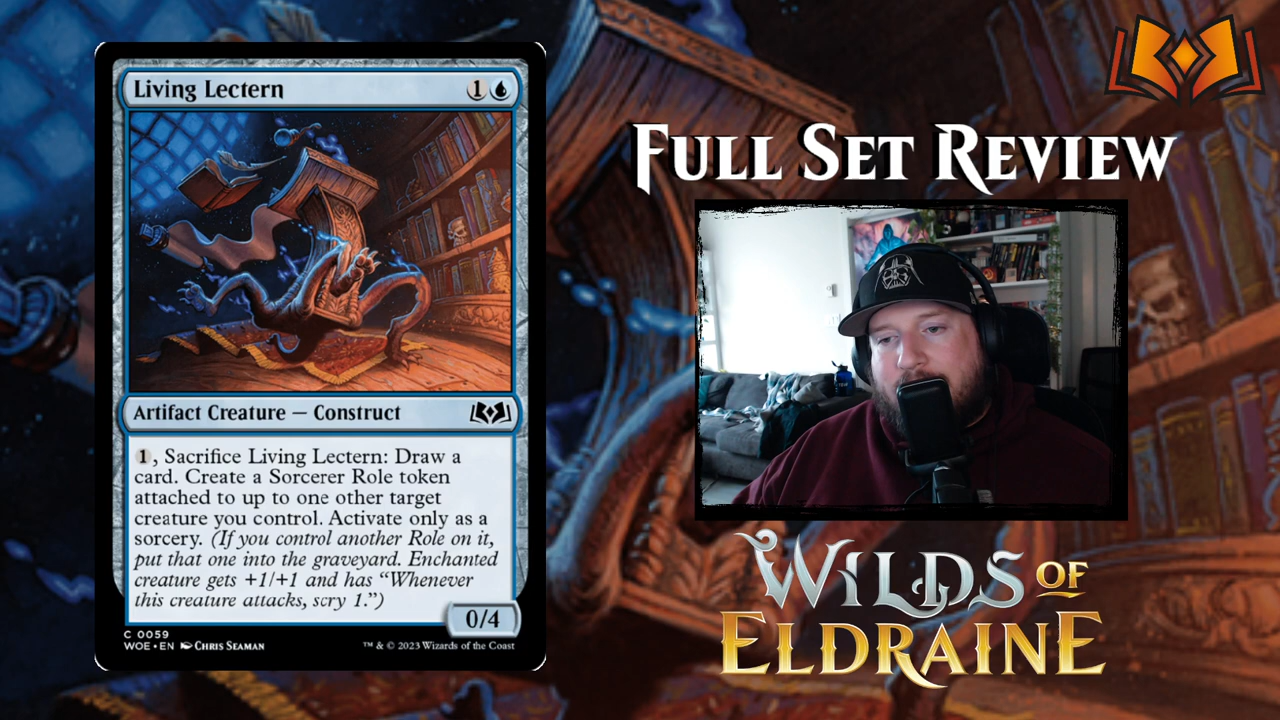 Living Lectern 1
Artifact Creature — Construct
1, Sacrifice Living Lectern: Draw a
card. Create a Sorcerer Role token
attached to up to one other target
creature you control. Activate only as a
sorcery. (If you control another Role on it,
put that one into the graveyard. Enchanted
creature gets +1/+1 and has “Whenever
this creature attacks, scry 1.”)
0/4
C 0059
WOE • EN Chris Seaman
™ & © 2023 Wizards of the Coast
Full Set Review
Wilds of
Eldraine